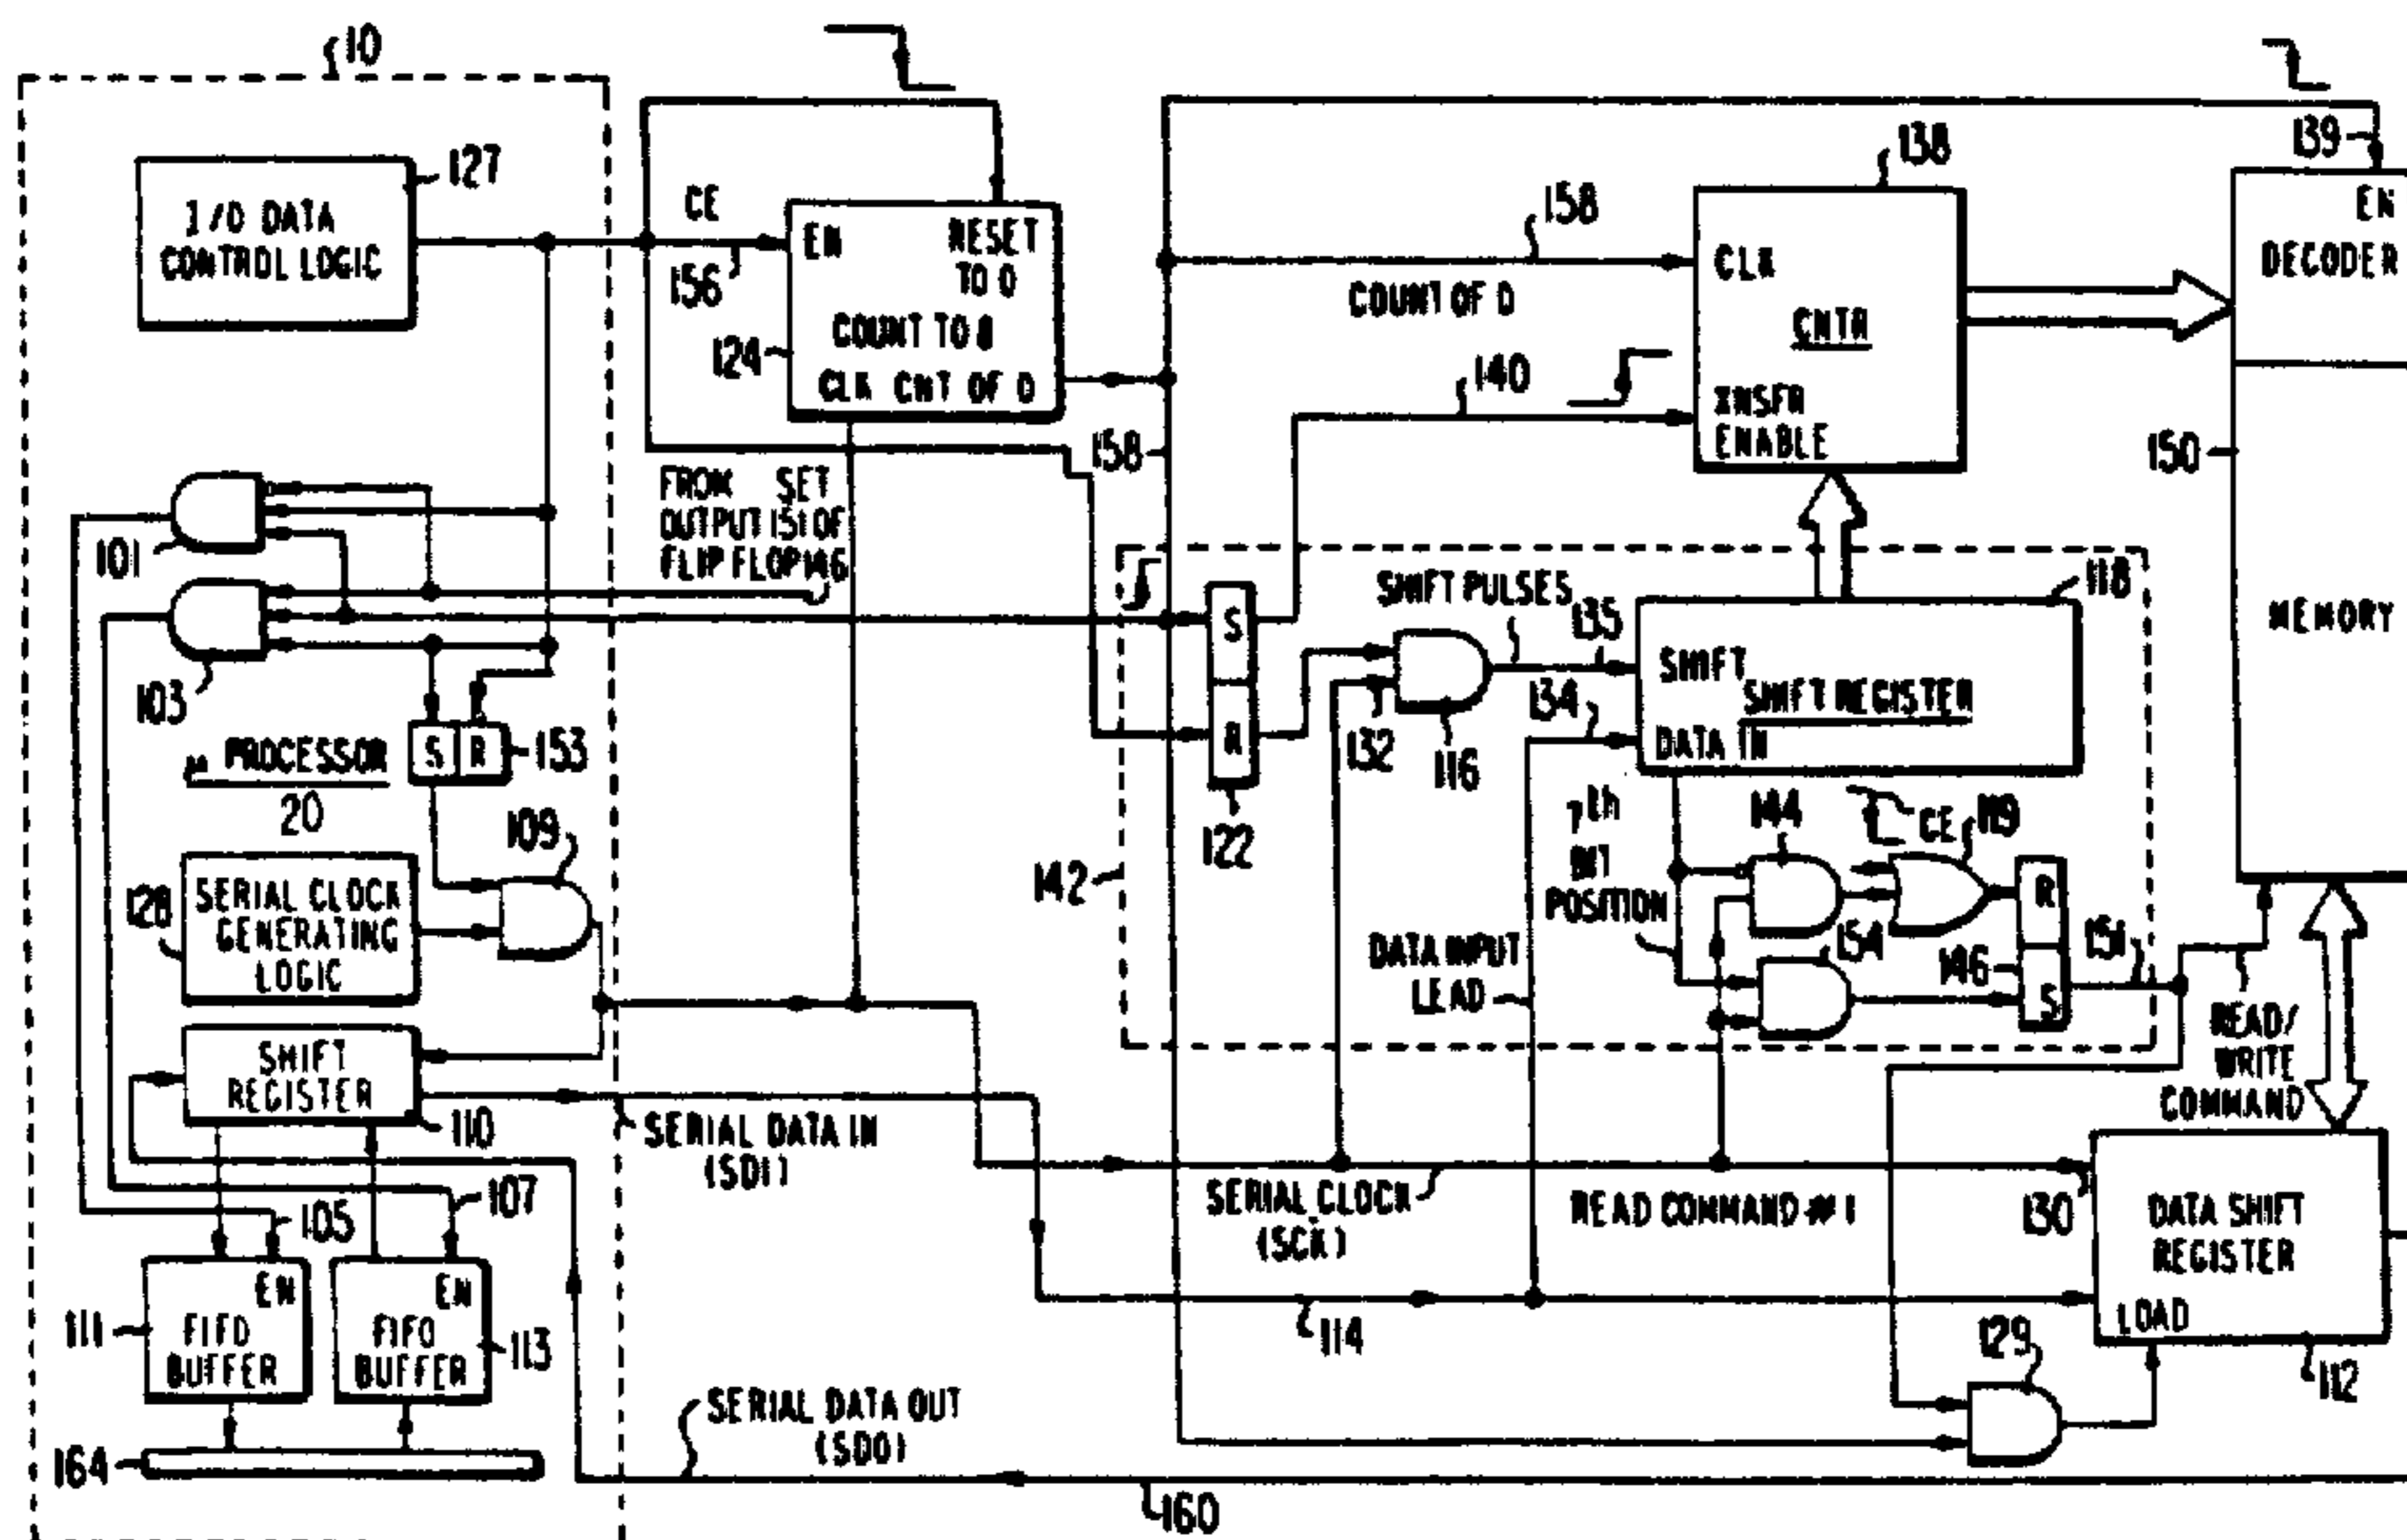 10
127
I/O DATA
CONTROL LOGIC
CE
156
EN
RESET
TO 0
COUNT TO 8
CLK CNT OF 0
124
158
138
158
CLK
COUNT OF 0
CNTR
140
XNSFR
ENABLE
139
EN
DECODER
150
MEMORY
101
103
FROM SET
OUTPUT 151 OF
FLIP FLOP 146
S
R
153
µ PROCESSOR
20
109
128
SERIAL CLOCK
GENERATING
LOGIC
SHIFT
REGISTER
110
SERIAL DATA IN
(SDI)
105
107
EN
FIFO
BUFFER
111
EN
FIFO
BUFFER
113
164
SERIAL DATA OUT
(SDO)
160
142
S
R
122
SHIFT PULSES
135
132
116
134
118
SHIFT
SHIFT REGISTER
DATA IN
7th
BIT
POSITION
144
CE
119
154
R
146
S
151
DATA INPUT
LEAD
READ/
WRITE
COMMAND
SERIAL CLOCK
(SCK)
READ COMMAND #1
130
DATA SHIFT
REGISTER
LOAD
112
114
129